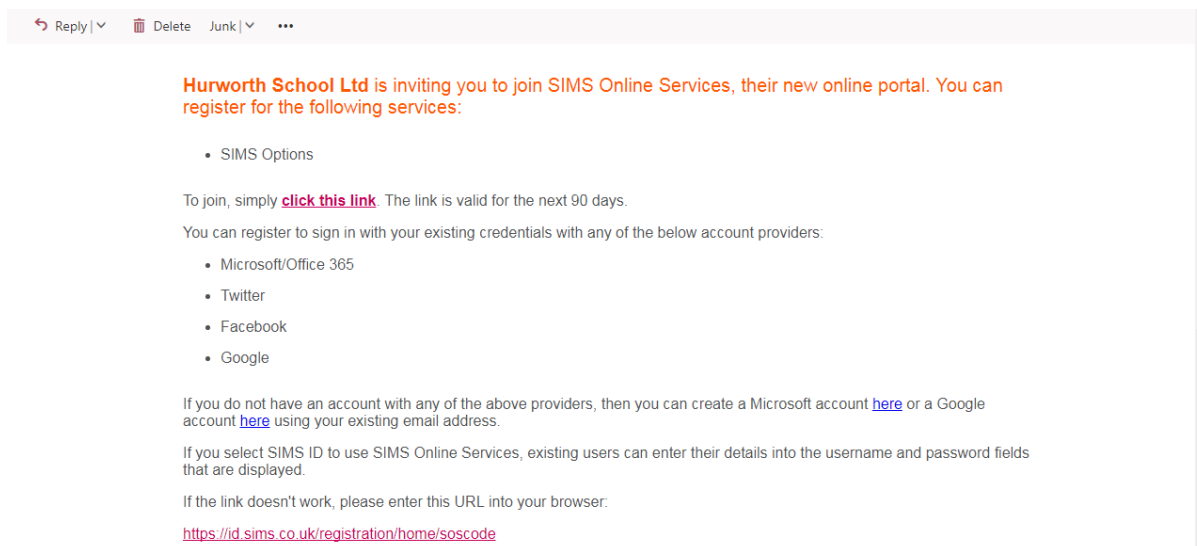 Reply | Delete Junk | •••
Hurworth School Ltd is inviting you to join SIMS Online Services, their new online portal. You can
register for the following services:
• SIMS Options
To join, simply click this link. The link is valid for the next 90 days.
You can register to sign in with your existing credentials with any of the below account providers:
• Microsoft/Office 365
• Twitter
• Facebook
• Google
If you do not have an account with any of the above providers, then you can create a Microsoft account here or a Google
account here using your existing email address.
If you select SIMS ID to use SIMS Online Services, existing users can enter their details into the username and password fields
that are displayed.
If the link doesn't work, please enter this URL into your browser:
https://id.sims.co.uk/registration/home/soscode